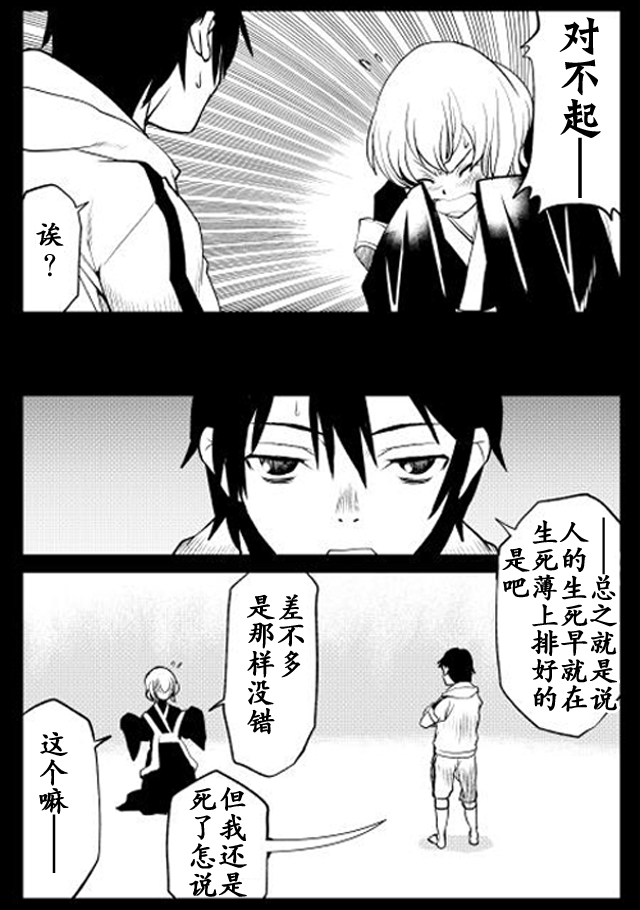 对不起——
诶？
——总之就是说
人的生死早就在
生死薄上排好的
是吧
差不多
是那样没错
但我还是
死了怎说
这个嘛——